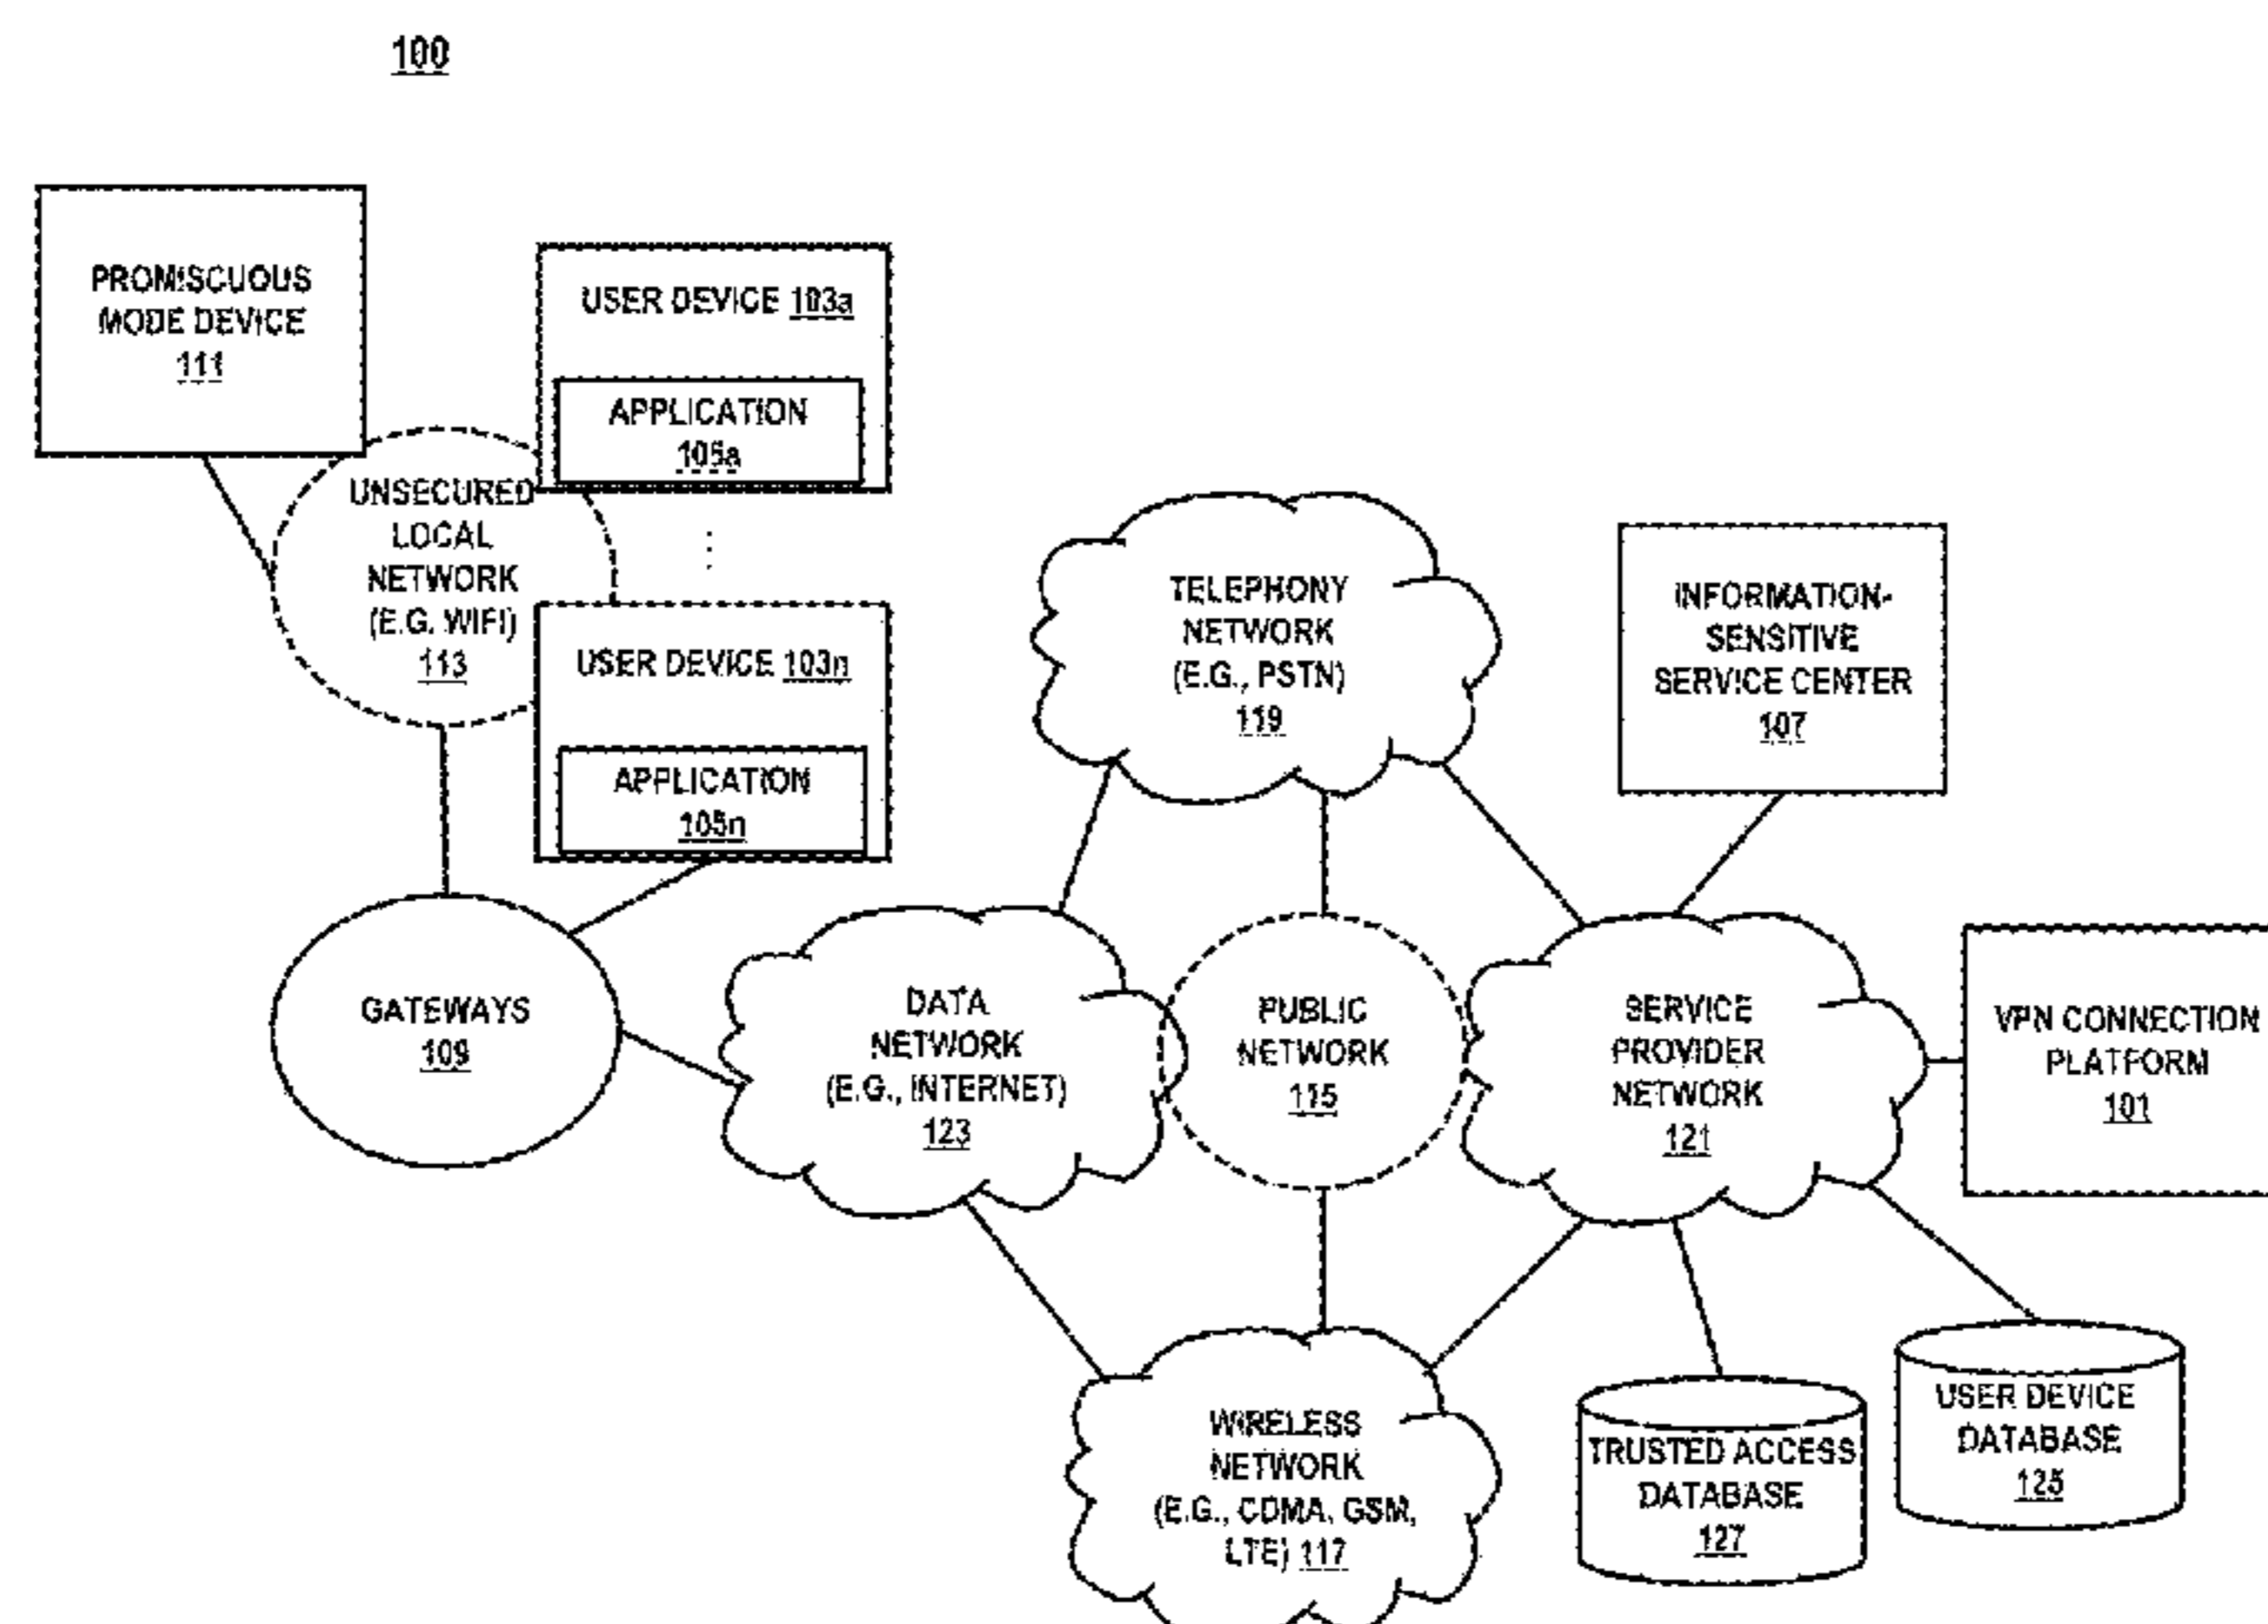 100
PROMISCUOUS
MODE DEVICE
111
USER DEVICE 103a
APPLICATION
105a
UNSECURED
LOCAL
NETWORK
(E.G. WIFI)
113
USER DEVICE 103n
APPLICATION
105n
TELEPHONY
NETWORK
(E.G., PSTN)
119
INFORMATION-
SENSITIVE
SERVICE CENTER
107
GATEWAYS
109
DATA
NETWORK
(E.G., INTERNET)
123
PUBLIC
NETWORK
115
SERVICE
PROVIDER
NETWORK
121
VPN CONNECTION
PLATFORM
101
WIRELESS
NETWORK
(E.G., CDMA, GSM,
LTE) 117
TRUSTED ACCESS
DATABASE
127
USER DEVICE
DATABASE
125